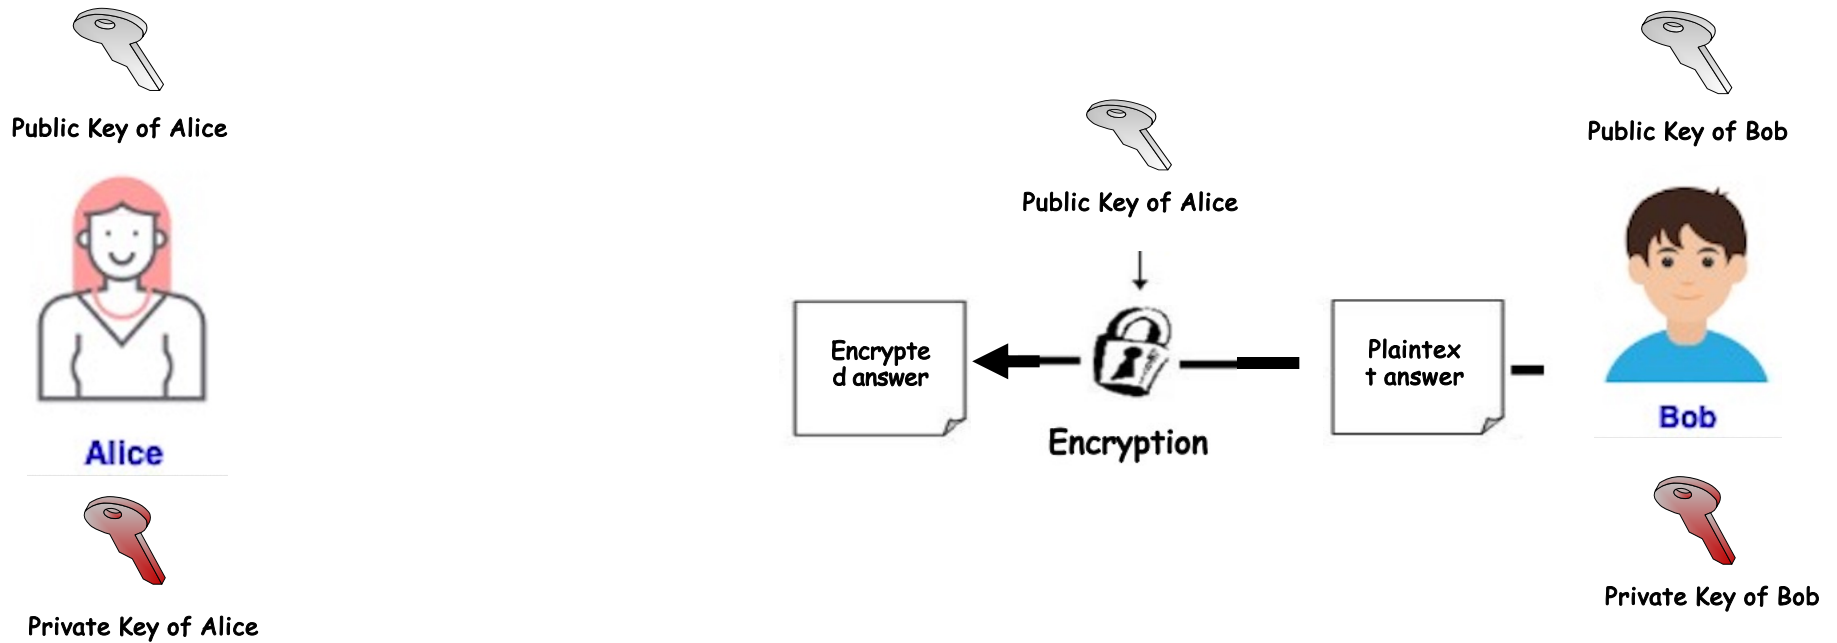 Public Key of Alice
Public Key of Bob
Public Key of Alice
Encrypte
d answer
Plaintex
t answer
Encryption
Alice
Bob
Private Key of Alice
Private Key of Bob